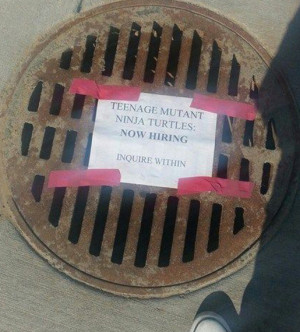 TEENAGE MUTANT
NINJA TURTLES:
NOW HIRING
INQUIRE WITHIN